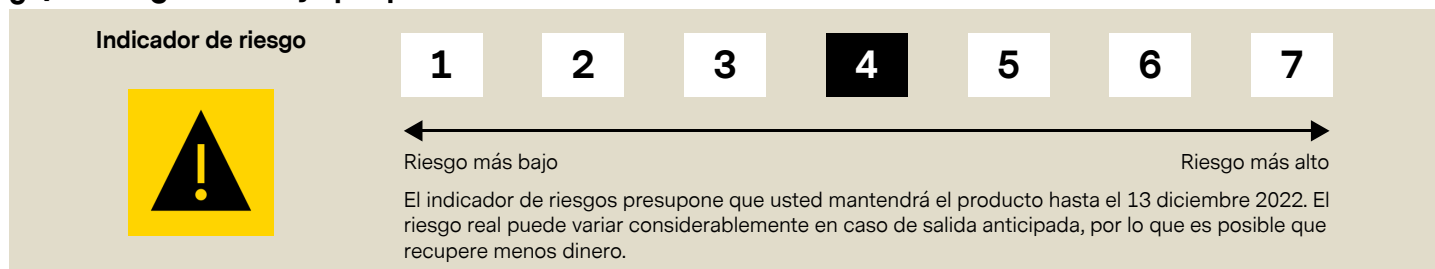 Indicador de riesgo
1 2 3 4 5 6 7
Riesgo más bajo
Riesgo más alto
El indicador de riesgos presupone que usted mantendrá el producto hasta el 13 diciembre 2022. El
riesgo real puede variar considerablemente en caso de salida anticipada, por lo que es posible que
recupere menos dinero.